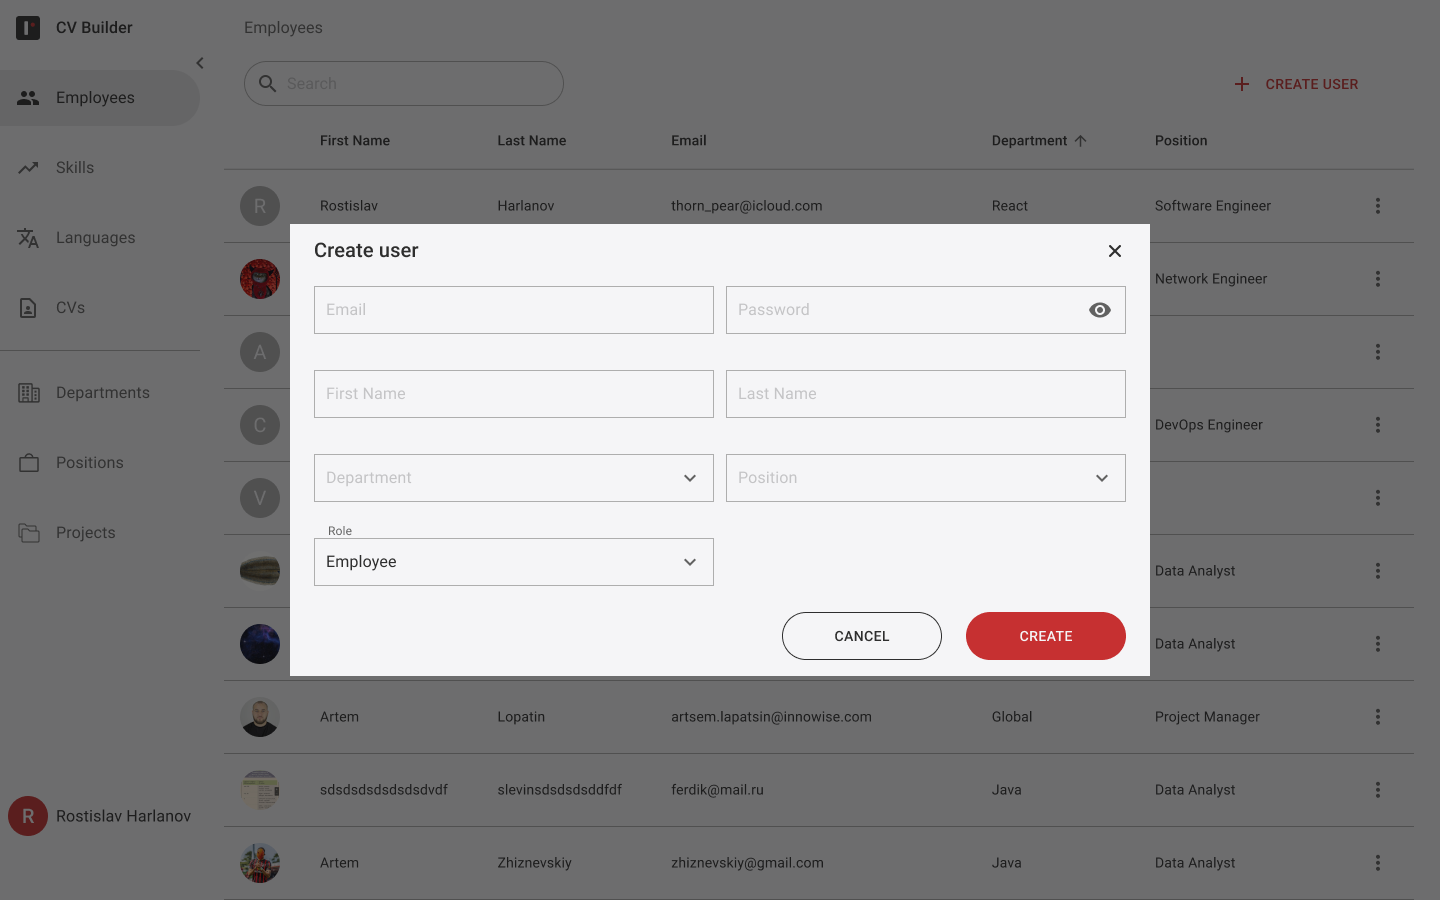 CV Builder
Employees
Search
CREATE USER
Employees
Skills
Languages
CVs
Departments
Positions
Projects
R Rostislav Harlanov
First Name Last Name Email Department Position
R Rostislav Harlanov thorn_pear@icloud.com React Software Engineer
Network Engineer
A
C DevOps Engineer
V
Data Analyst
Data Analyst
Artem Lopatin artsem.lapatsin@innowise.com Global Project Manager
sdsdsdsdsdsdsdvdf slevinsdsdsdsddfdf ferdik@mail.ru Java Data Analyst
Artem Zhiznevskiy zhiznevskiy@gmail.com Java Data Analyst
Create user
Email Password
First Name Last Name
Department Position
Role
Employee
CANCEL CREATE